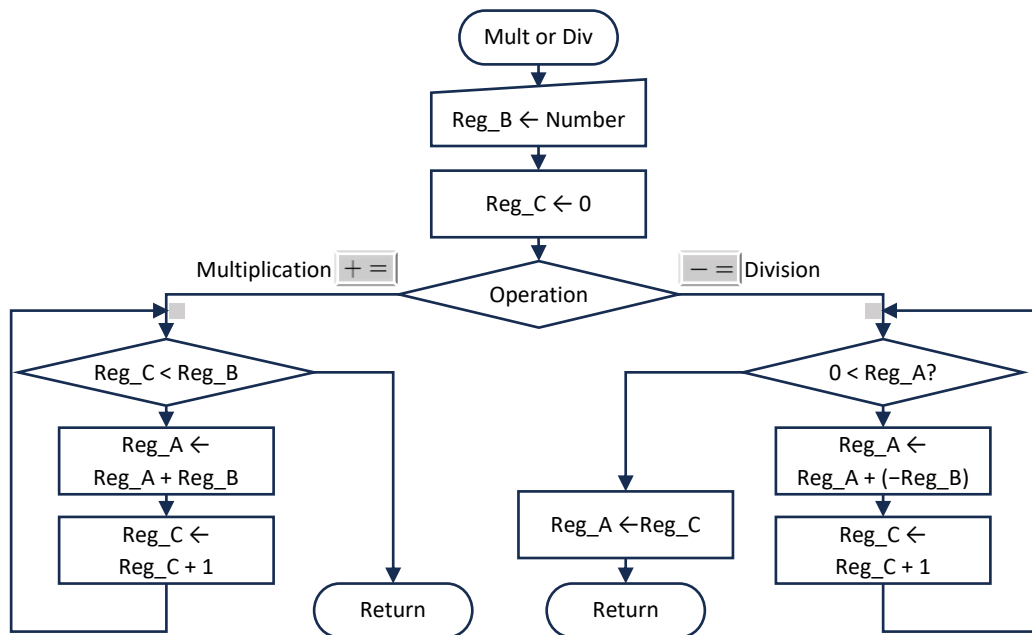 Mult or Div
Reg_B ← Number
Reg_C ← 0
Multiplication + =
− = Division
Operation
Reg_C < Reg_B
0 < Reg_A?
Reg_A ←
Reg_A + Reg_B
Reg_A ←
Reg_A + (−Reg_B)
Reg_C ←
Reg_C + 1
Reg_A ←Reg_C
Reg_C ←
Reg_C + 1
Return
Return